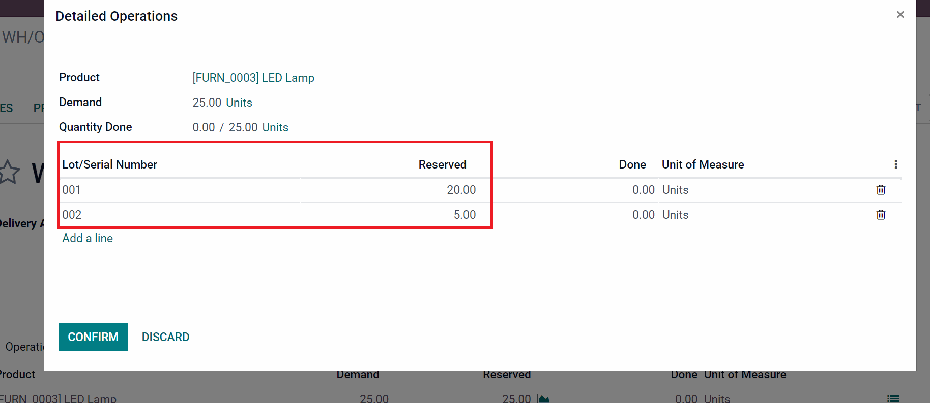 Detailed Operations ×
WH/O
Product [FURN_0003] LED Lamp
Demand 25.00 Units
ES PR T
Quantity Done 0.00 / 25.00 Units
Lot/Serial Number Reserved Done Unit of Measure
W
001 20.00 0.00 Units
002 5.00 0.00 Units
Delivery A
Add a line
CONFIRM DISCARD
Operatio
Product Demand Reserved Done Unit of Measure
[FURN_0003] LED Lamp 25.00 25.00 0.00 Units